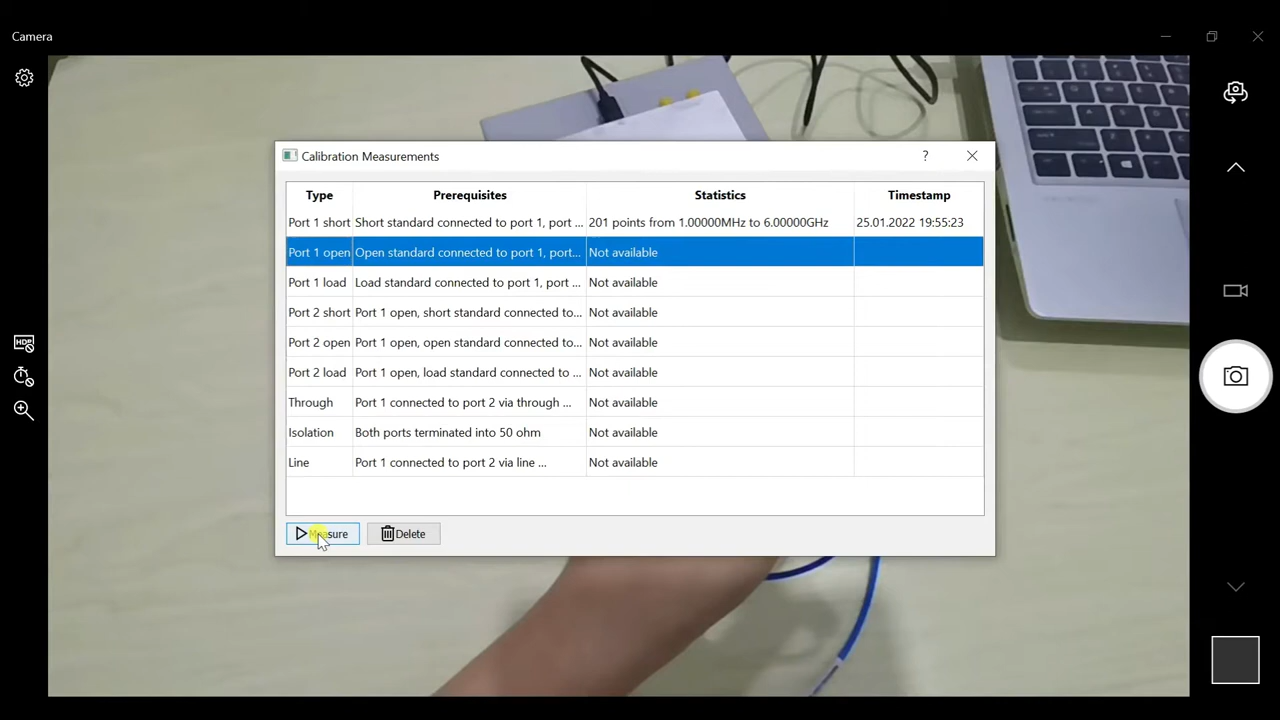 Camera
Calibration Measurements
?
Type Prerequisites Statistics Timestamp
Port 1 short Short standard connected to port 1, port ... 201 points from 1.00000MHz to 6.00000GHz 25.01.2022 19:55:23
Port 1 open Open standard connected to port 1, port... Not available
Port 1 load Load standard connected to port 1, port ... Not available
Port 2 short Port 1 open, short standard connected to... Not available
Port 2 open Port 1 open, open standard connected to... Not available
Port 2 load Port 1 open, load standard connected to ... Not available
Through Port 1 connected to port 2 via through ... Not available
Isolation Both ports terminated into 50 ohm Not available
Line Port 1 connected to port 2 via line ... Not available
Measure Delete